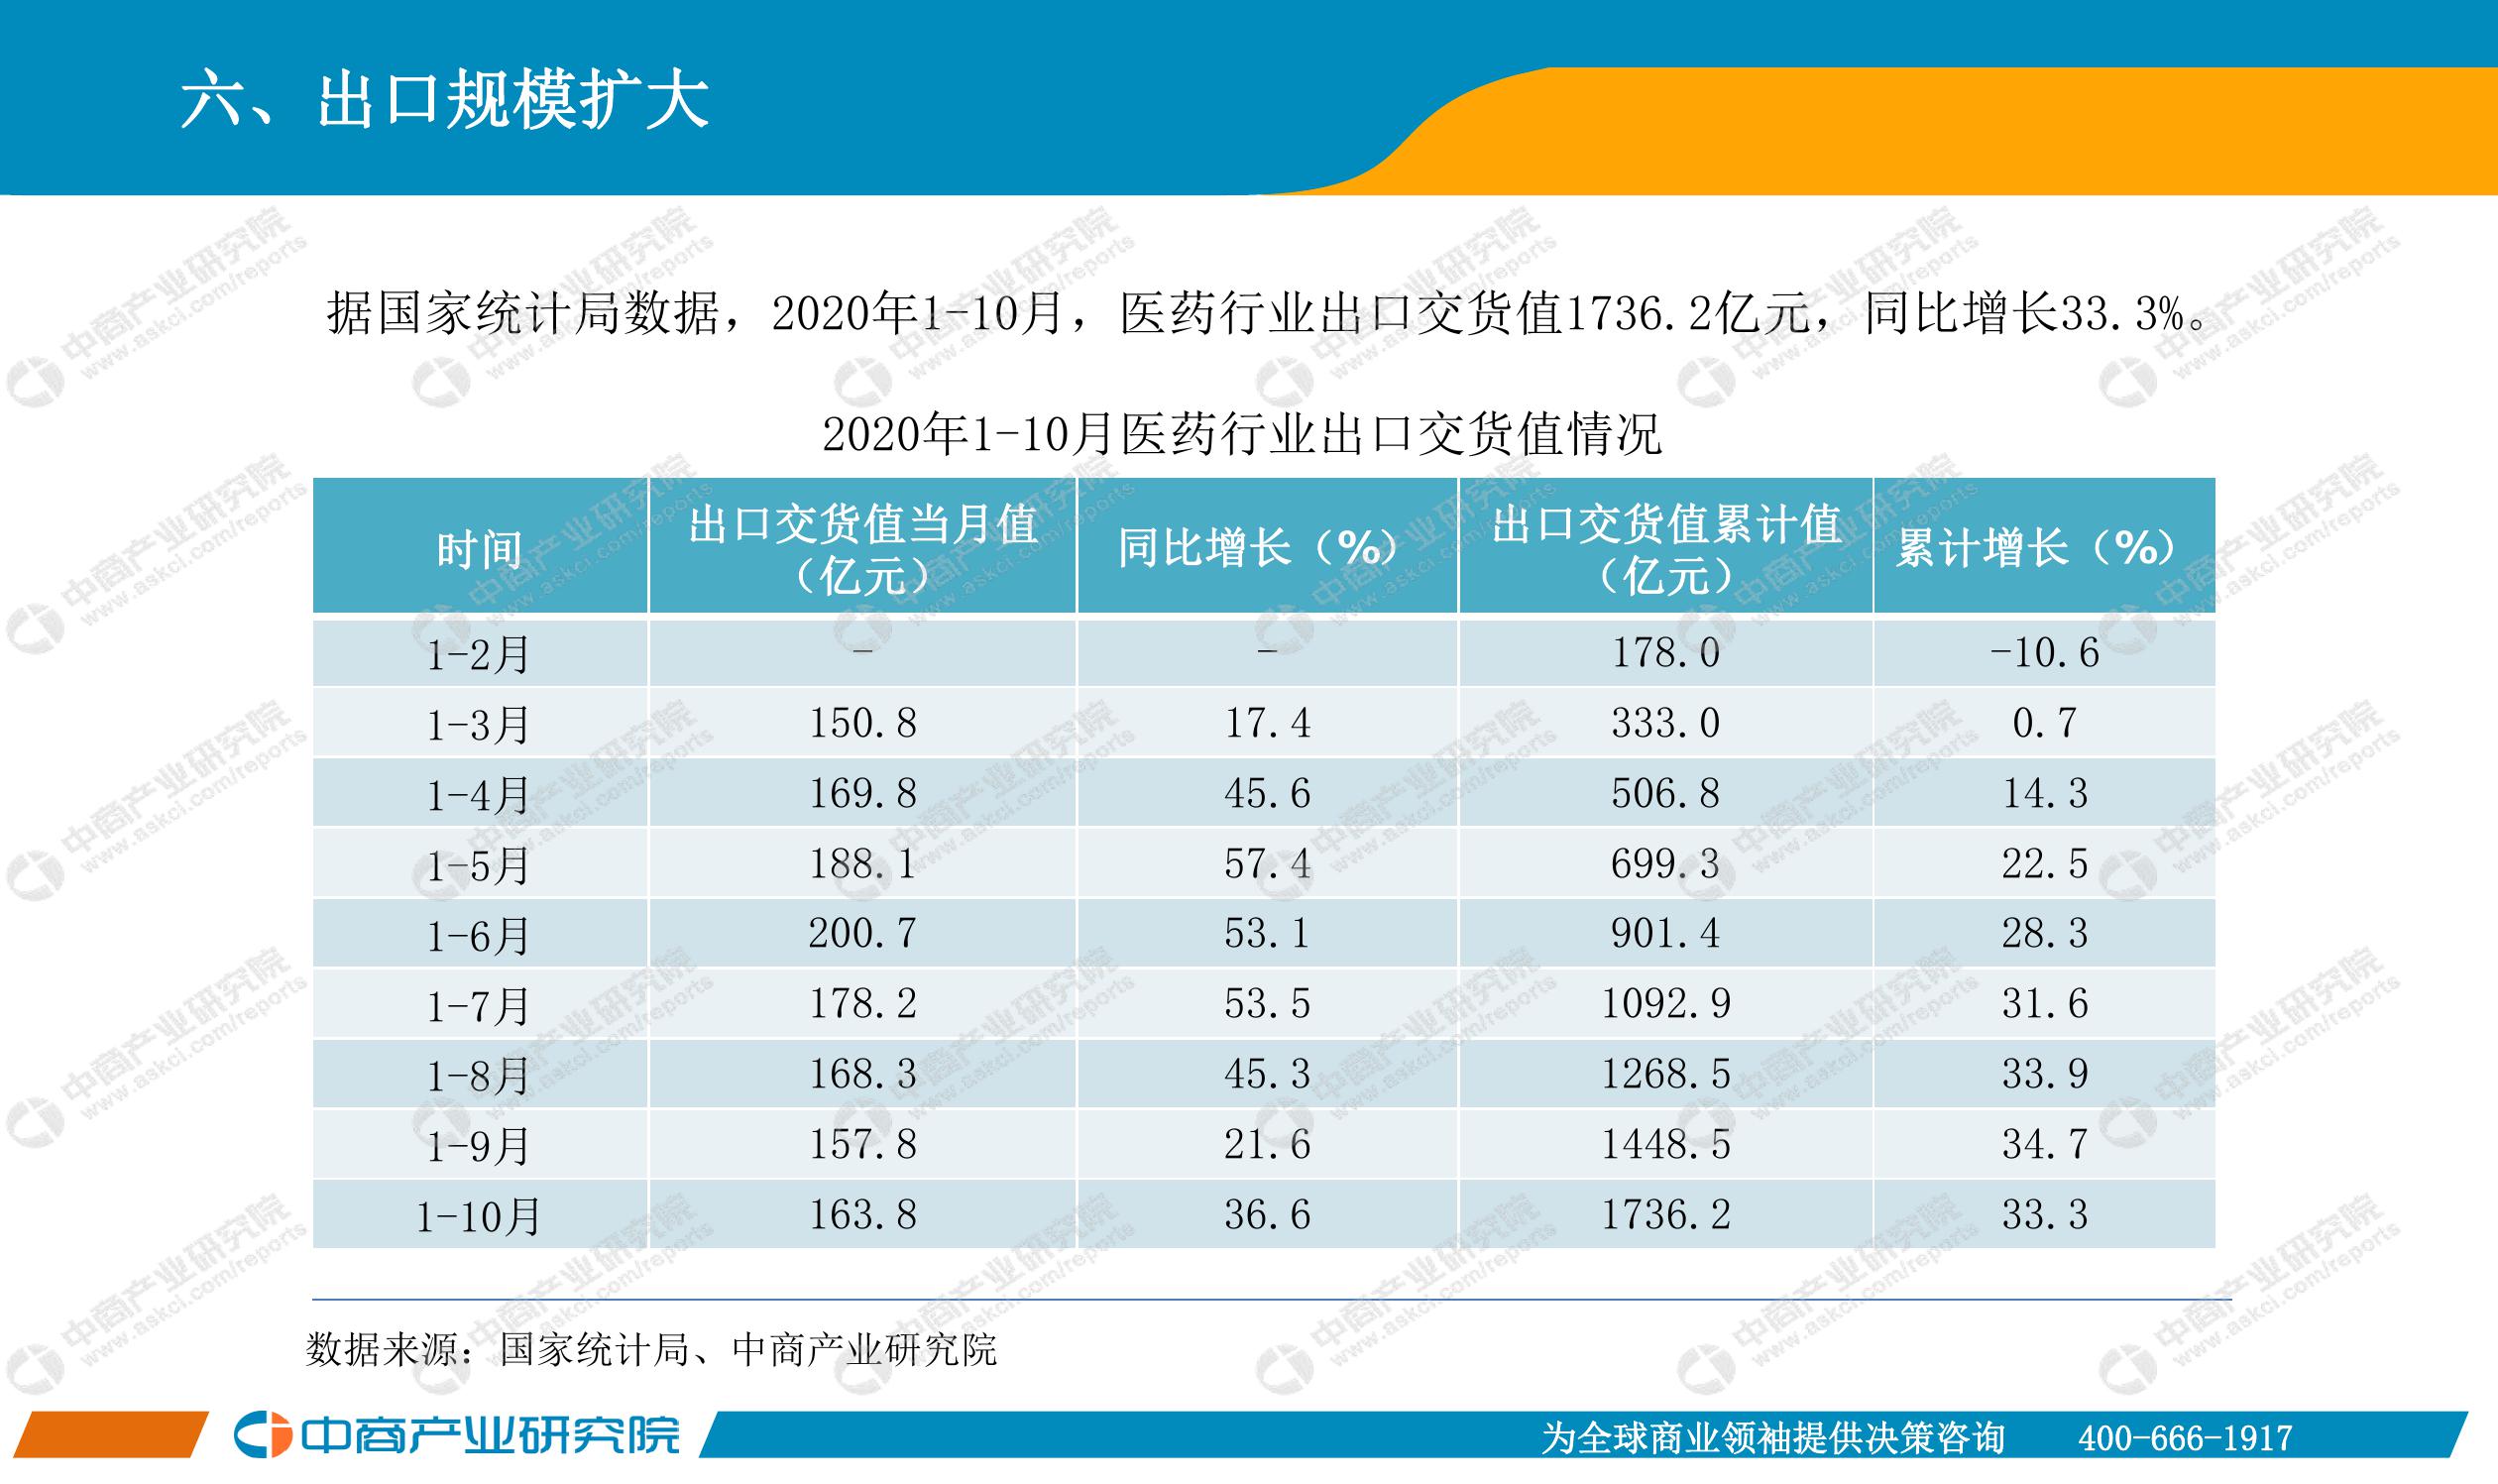 六、出口规模扩大
据国家统计局数据，2020年1-10月，医药行业出口交货值1736.2亿元，同比增长33.3%。
2020年1-10月医药行业出口交货值情况
时间 出口交货值当月值（亿元） 同比增长（%） 出口交货值累计值（亿元） 累计增长（%）
1-2月 - - 178.0 -10.6
1-3月 150.8 17.4 333.0 0.7
1-4月 169.8 45.6 506.8 14.3
1-5月 188.1 57.4 699.3 22.5
1-6月 200.7 53.1 901.4 28.3
1-7月 178.2 53.5 1092.9 31.6
1-8月 168.3 45.3 1268.5 33.9
1-9月 157.8 21.6 1448.5 34.7
1-10月 163.8 36.6 1736.2 33.3
数据来源：国家统计局、中商产业研究院
中商产业研究院
为全球商业领袖提供决策咨询 400-666-1917
中商产业研究院
www.askci.com/reports